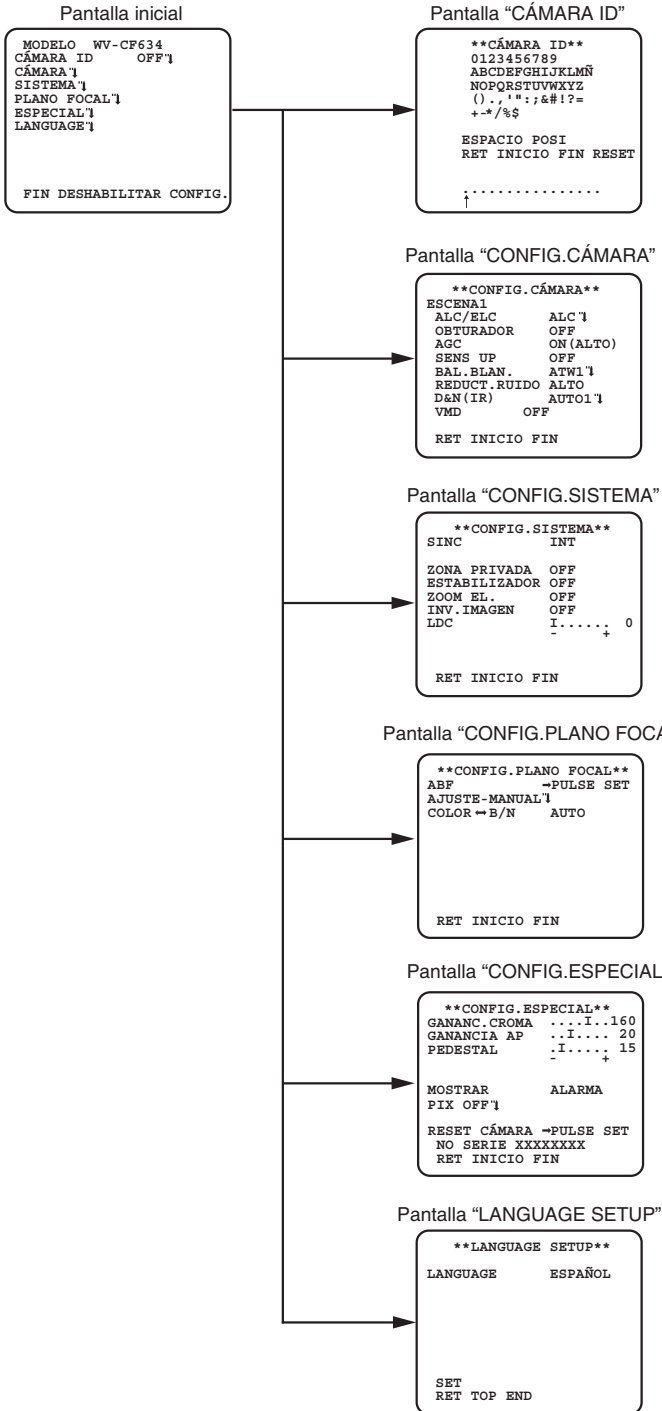 Pantalla inicial
MODELO WV-CF634
CÁMARA ID OFF
CÁMARA
SISTEMA
PLANO FOCAL
ESPECIAL
LANGUAGE
FIN DESHABILITAR CONFIG.
Pantalla “CÁMARA ID”
**CÁMARA ID**
0123456789
ABCDEFGHIJKLMÑ
NOPQRSTUVWXYZ
().,'":;&#!?=
+-*/%$
ESPACIO POSI
RET INICIO FIN RESET
................
↑
Pantalla “CONFIG.CÁMARA”
**CONFIG.CÁMARA**
ESCENA1
ALC/ELC ALC
OBTURADOR OFF
AGC ON(ALTO)
SENS UP OFF
BAL.BLAN. ATW1
REDUCT.RUIDO ALTO
D&N(IR) AUTO1
VMD OFF
RET INICIO FIN
Pantalla “CONFIG.SISTEMA”
**CONFIG.SISTEMA**
SINC INT
ZONA PRIVADA OFF
ESTABILIZADOR OFF
ZOOM EL. OFF
INV.IMAGEN OFF
LDC I...... 0
- +
RET INICIO FIN
Pantalla “CONFIG.PLANO FOCA
**CONFIG.PLANO FOCAL**
ABF →PULSE SET
AJUSTE-MANUAL
COLOR↔B/N AUTO
RET INICIO FIN
Pantalla “CONFIG.ESPECIAL
**CONFIG.ESPECIAL**
GANANC.CROMA ....I..160
GANANCIA AP ..I.... 20
PEDESTAL .I..... 15
- +
MOSTRAR ALARMA
PIX OFF
RESET CÁMARA →PULSE SET
NO SERIE XXXXXXXX
RET INICIO FIN
Pantalla “LANGUAGE SETUP”
**LANGUAGE SETUP**
LANGUAGE ESPAÑOL
SET
RET TOP END